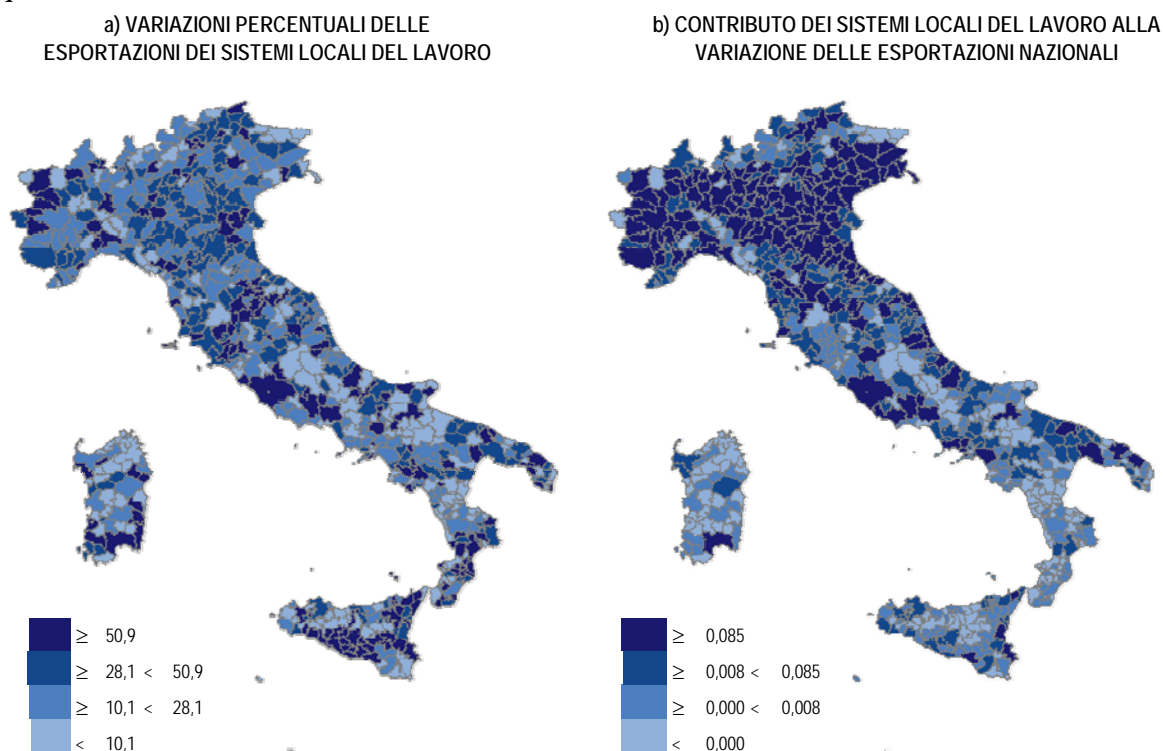 a) VARIAZIONI PERCENTUALI DELLE
ESPORTAZIONI DEI SISTEMI LOCALI DEL LAVORO
b) CONTRIBUTO DEI SISTEMI LOCALI DEL LAVORO ALLA
VARIAZIONE DELLE ESPORTAZIONI NAZIONALI
≥ 50,9
≥ 28,1 < 50,9
≥ 10,1 < 28,1
< 10,1
≥ 0,085
≥ 0,008 < 0,085
≥ 0,000 < 0,008
< 0,000